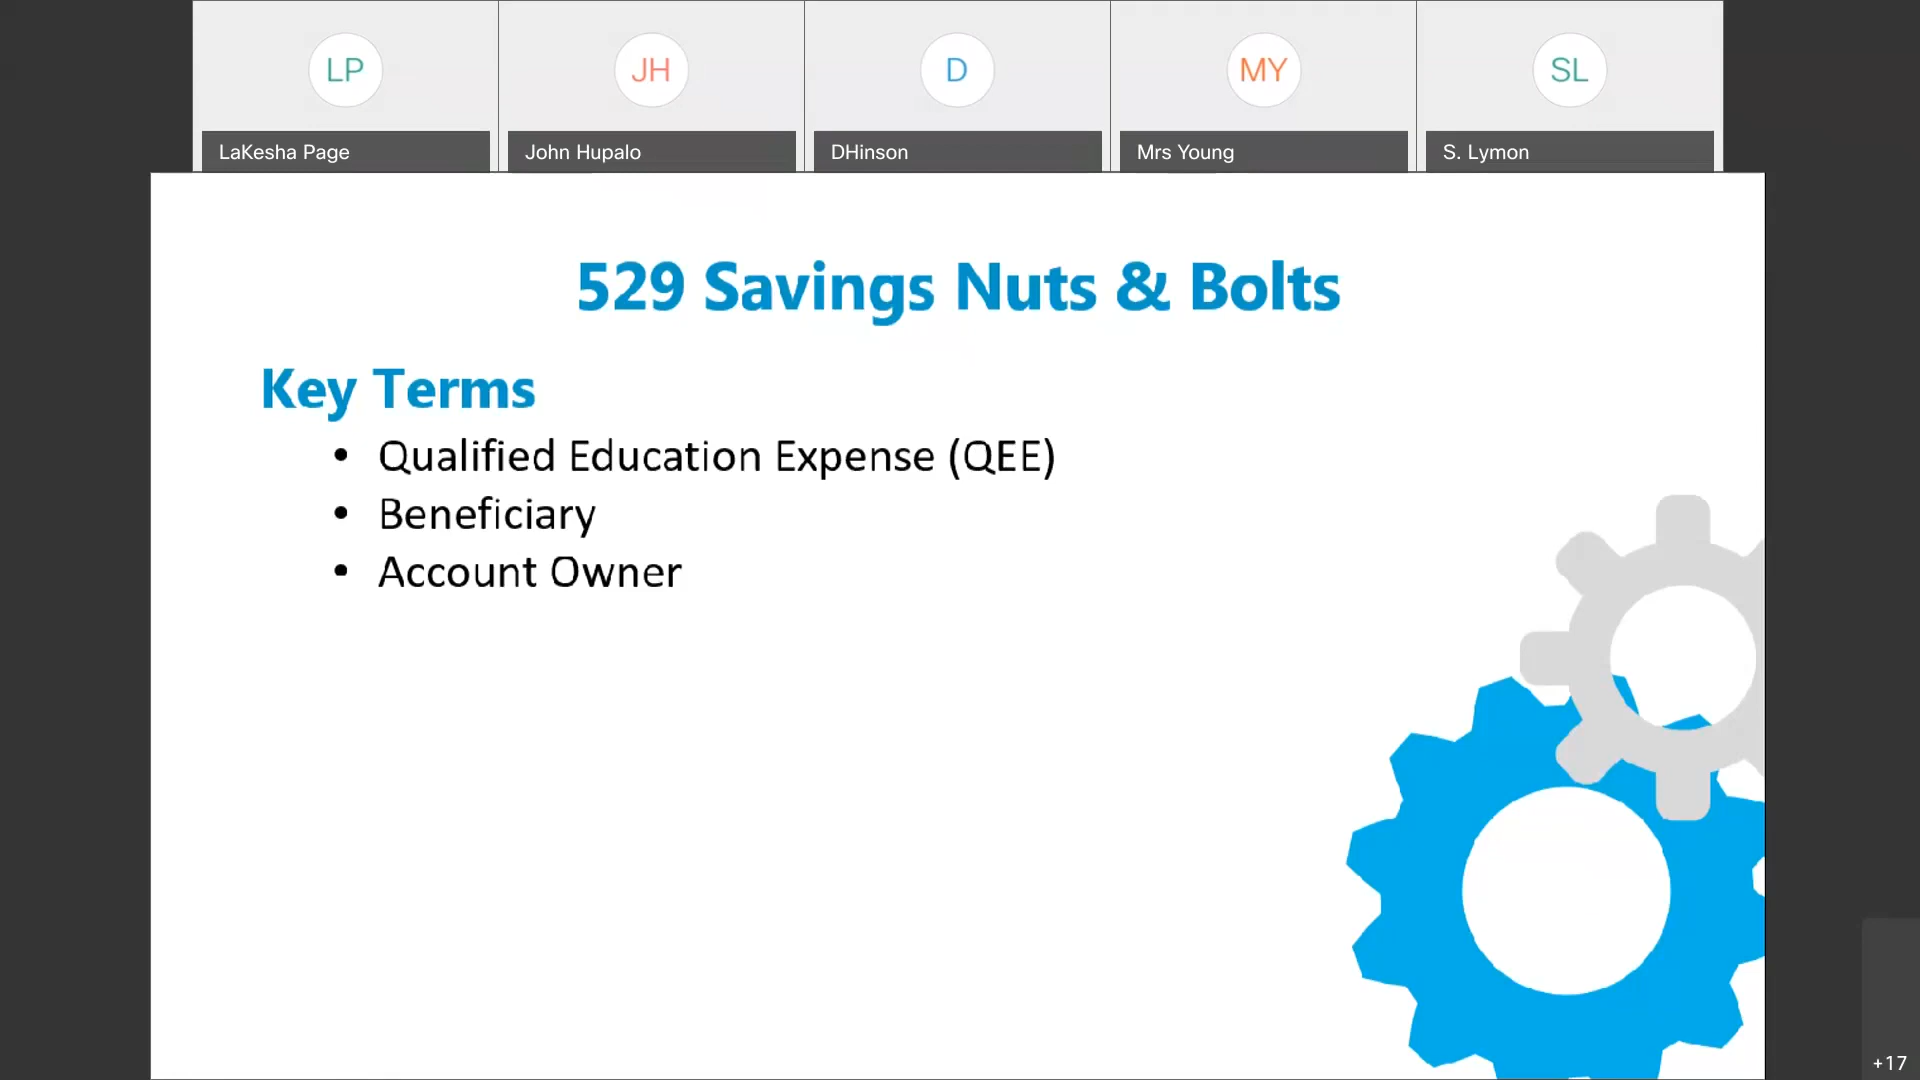 LP
JH
D
MY
SL
LaKesha Page
John Hupalo
DHinson
Mrs Young
S. Lymon
529 Savings Nuts & Bolts
Key Terms
• Qualified Education Expense (QEE)
• Beneficiary
• Account Owner
+17